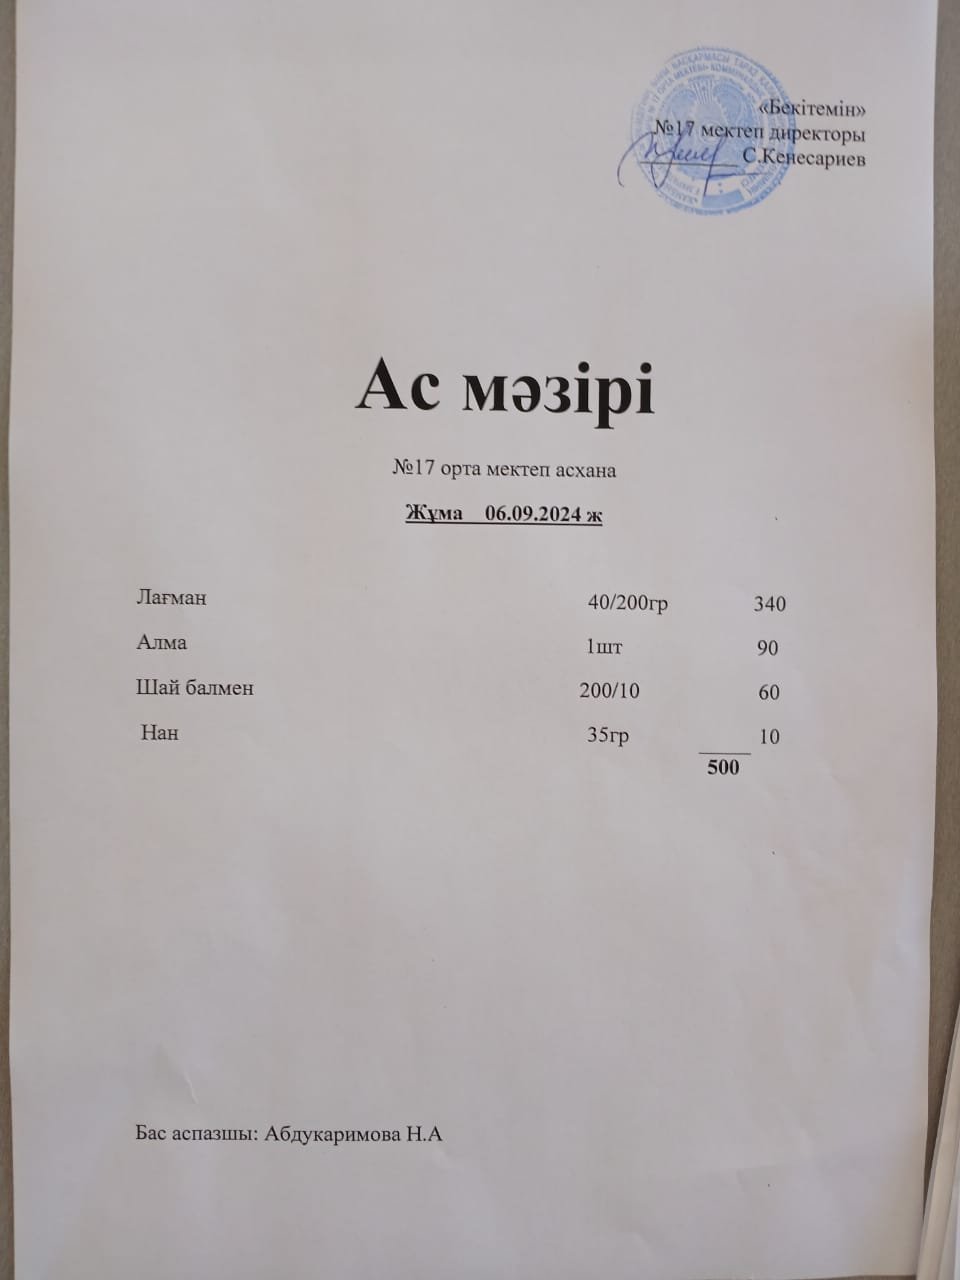 «Бекітемін»
№17 мектеп директоры
С.Кенесариев
Ас мәзірі
№17 орта мектеп асхана
Жұма 06.09.2024 ж
Лағман 40/200гр 340
Алма 1шт 90
Шай балмен 200/10 60
Нан 35гр 10
500
Бас аспазшы: Абдукаримова Н.А